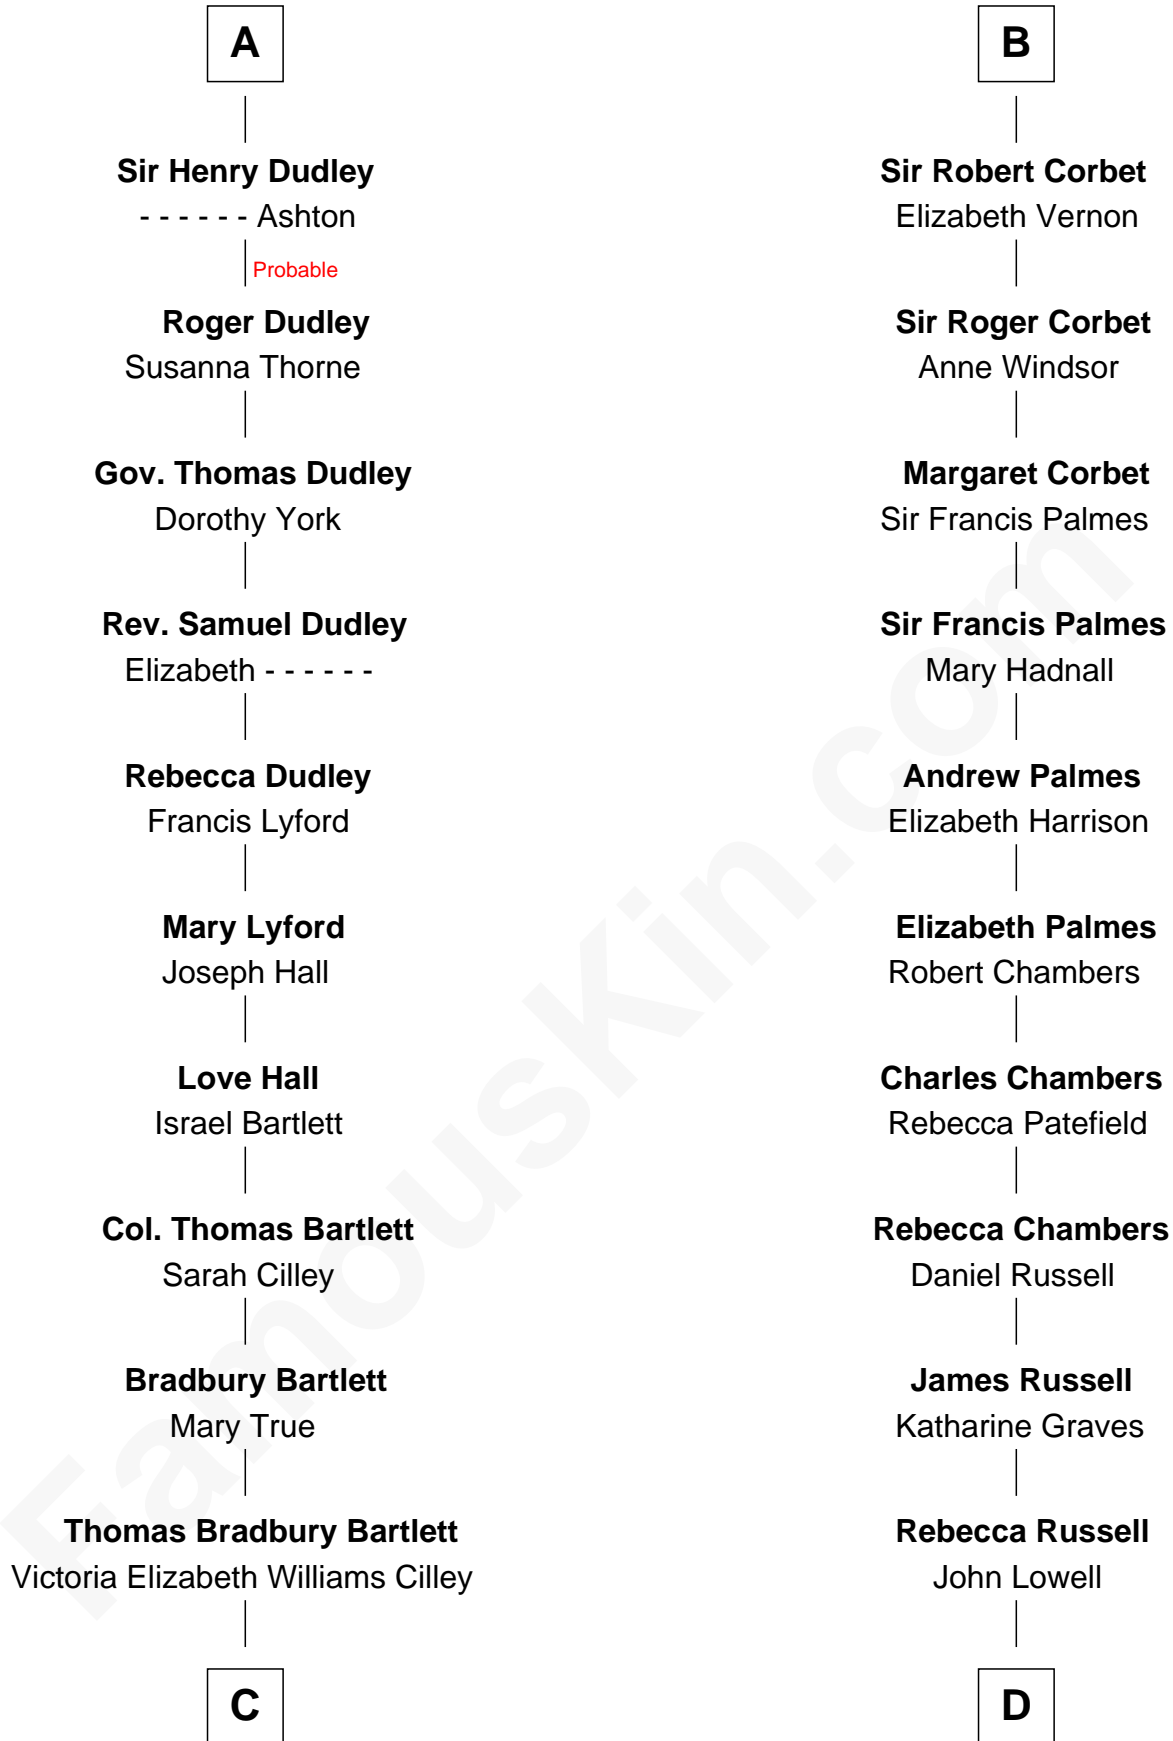 A
Sir Henry Dudley
- - - - - - Ashton
Probable
Roger Dudley
Susanna Thorne
Gov. Thomas Dudley
Dorothy York
Rev. Samuel Dudley
Elizabeth - - - - - -
Rebecca Dudley
Francis Lyford
Mary Lyford
Joseph Hall
Love Hall
Israel Bartlett
Col. Thomas Bartlett
Sarah Cilley
Bradbury Bartlett
Mary True
Thomas Bradbury Bartlett
Victoria Elizabeth Williams Cilley
C
B
Sir Robert Corbet
Elizabeth Vernon
Sir Roger Corbet
Anne Windsor
Margaret Corbet
Sir Francis Palmes
Sir Francis Palmes
Mary Hadnall
Andrew Palmes
Elizabeth Harrison
Elizabeth Palmes
Robert Chambers
Charles Chambers
Rebecca Patefield
Rebecca Chambers
Daniel Russell
James Russell
Katharine Graves
Rebecca Russell
John Lowell
D
FamousKin.com